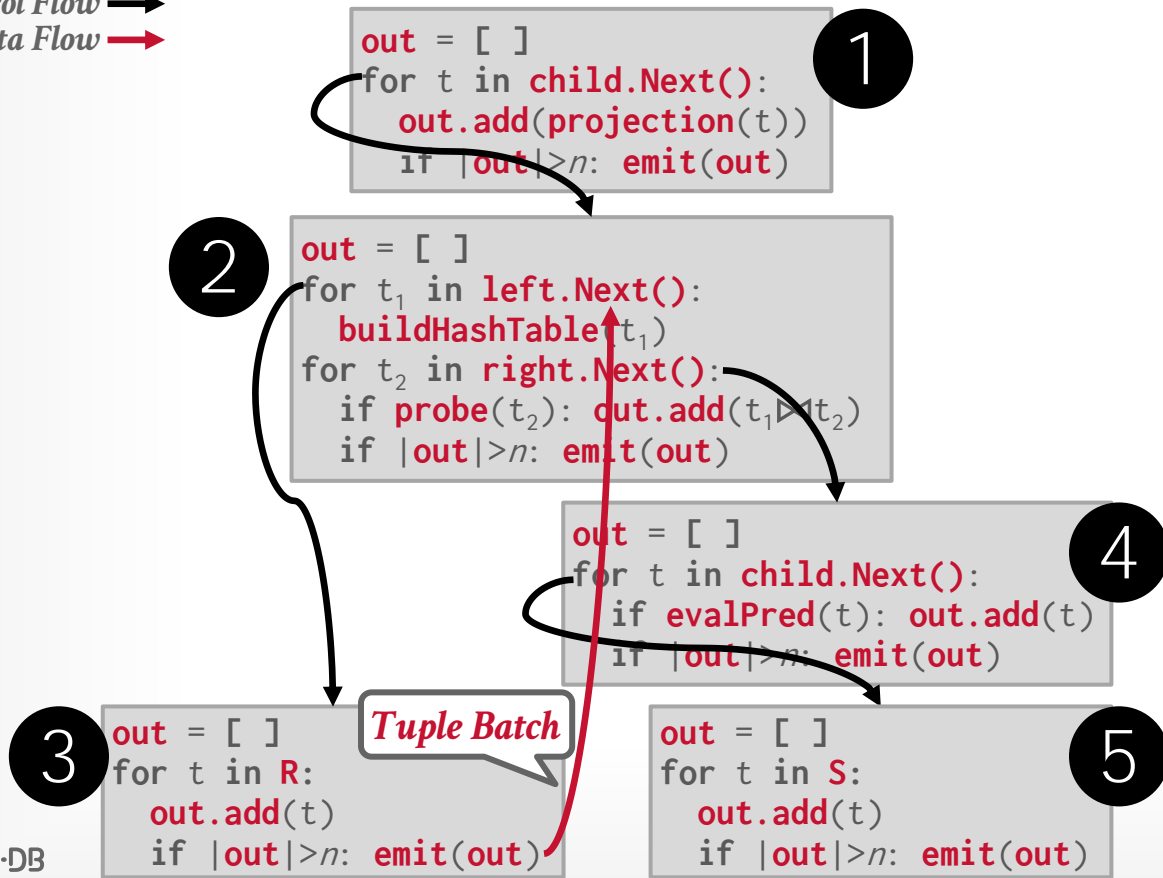 Flow
Flow
out = [ ]
for t in child.Next():
out.add(projection(t))
if |out|>n: emit(out)
1
2
out = [ ]
for t₁ in left.Next():
buildHashTable(t₁)
for t₂ in right.Next():
if probe(t₂): out.add(t₁⨝t₂)
if |out|>n: emit(out)
out = [ ]
for t in child.Next():
if evalPred(t): out.add(t)
if |out|>n: emit(out)
4
3
out = [ ]
for t in R:
out.add(t)
if |out|>n: emit(out)
Tuple Batch
out = [ ]
for t in S:
out.add(t)
if |out|>n: emit(out)
5
·DB